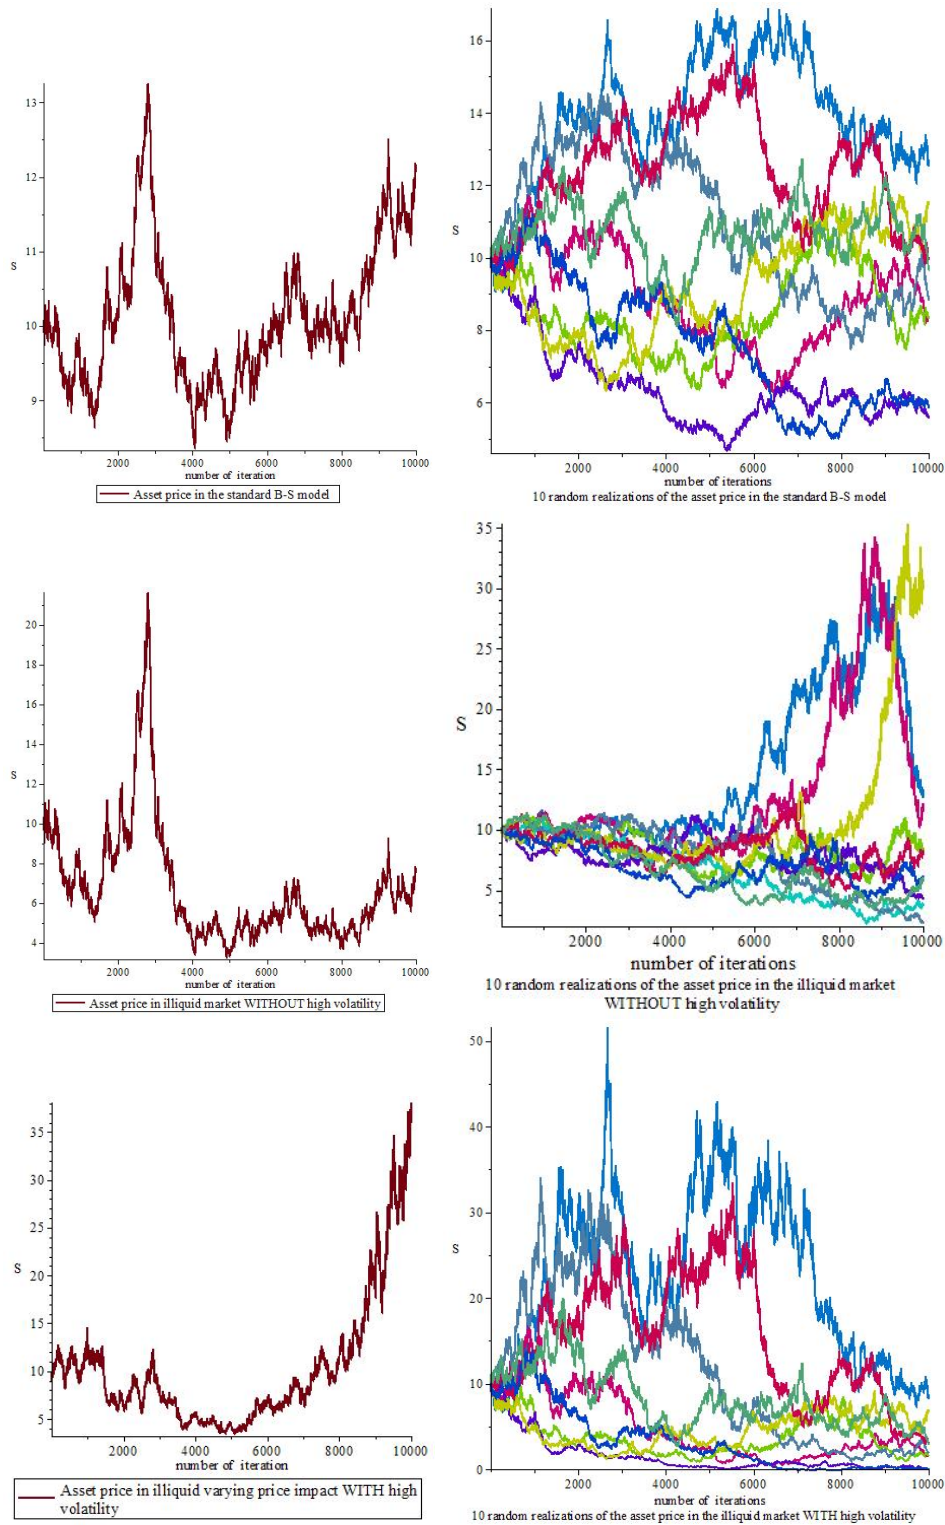 13
12
11
S
10
9
2000 4000 6000 8000 10000
number of iteration
Asset price in the standard B-S model
16
14
12
S
10
8
6
2000 4000 6000 8000 10000
number of iterations
10 random realizations of the asset price in the standard B-S model
20
18
16
14
S
12
10
8
6
4
2000 4000 6000 8000 10000
number of iteration
Asset price in illiquid market WITHOUT high volatility
35
30
25
S
20
15
10
5
2000 4000 6000 8000 10000
number of iterations
10 random realizations of the asset price in the illiquid market
WITHOUT high volatility
35
30
25
S
20
15
10
5
2000 4000 6000 8000 10000
number of iteration
Asset price in illiquid varying price impact WITH high
volatility
50
40
30
S
20
10
0
2000 4000 6000 8000 10000
number of iterations
10 random realizations of the asset price in the illiquid market WITH high volatility